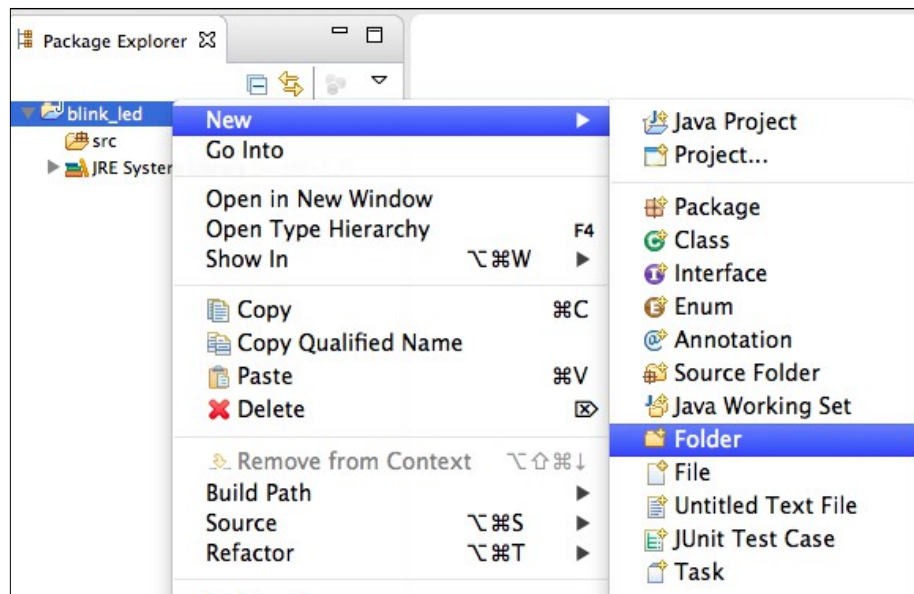 Package Explorer
blink_led
src
JRE System
New
Go Into
Open in New Window
Open Type Hierarchy F4
Show In ⌥⌘W
Copy ⌘C
Copy Qualified Name
Paste ⌘V
Delete ⌦
Remove from Context ⌥⇧⌘↓
Build Path
Source ⌥⌘S
Refactor ⌥⌘T
Java Project
Project...
Package
Class
Interface
Enum
Annotation
Source Folder
Java Working Set
Folder
File
Untitled Text File
JUnit Test Case
Task